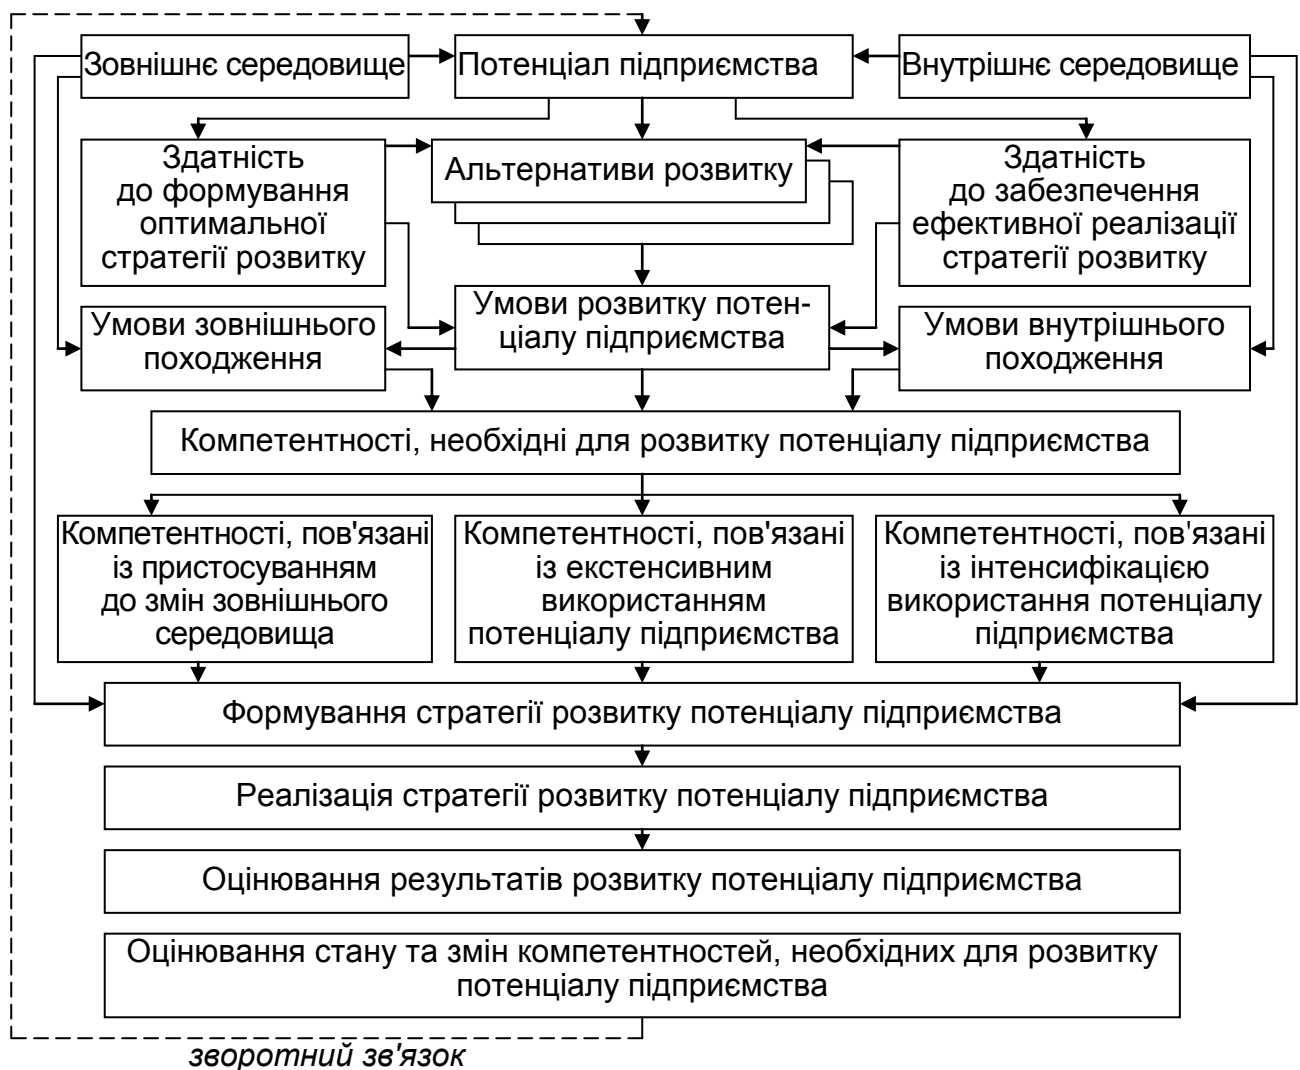 Зовнішнє середовище
Потенціал підприємства
Внутрішнє середовище
Здатність
до формування
оптимальної
стратегії розвитку
Альтернативи розвитку
Здатність
до забезпечення
ефективної реалізації
стратегії розвитку
Умови зовнішнього
походження
Умови розвитку потен-
ціалу підприємства
Умови внутрішнього
походження
Компетентності, необхідні для розвитку потенціалу підприємства
Компетентності, пов'язані
із пристосуванням
до змін зовнішнього
середовища
Компетентності, пов'язані
із екстенсивним
використанням
потенціалу підприємства
Компетентності, пов'язані
із інтенсифікацією
використання потенціалу
підприємства
Формування стратегії розвитку потенціалу підприємства
Реалізація стратегії розвитку потенціалу підприємства
Оцінювання результатів розвитку потенціалу підприємства
Оцінювання стану та змін компетентностей, необхідних для розвитку
потенціалу підприємства
зворотний зв'язок